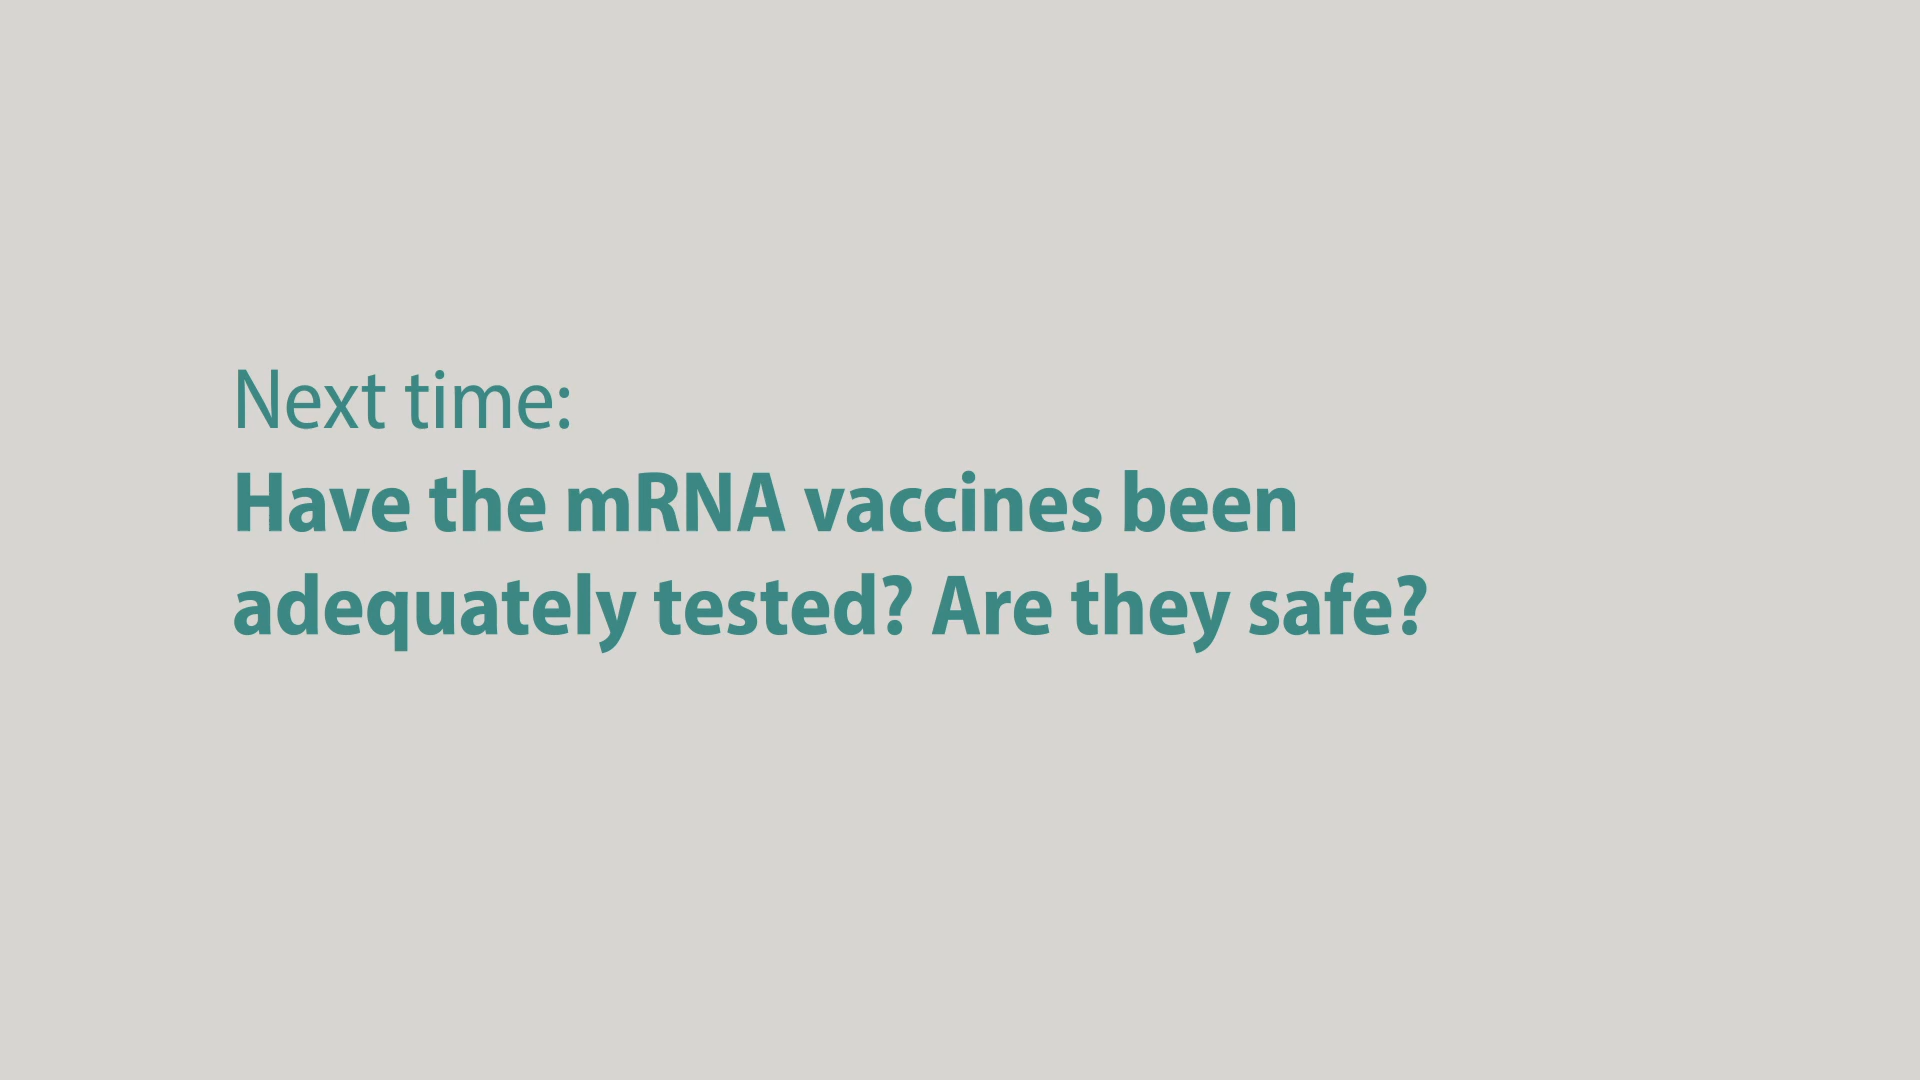 Next time:
Have the mRNA vaccines been
adequately tested? Are they safe?